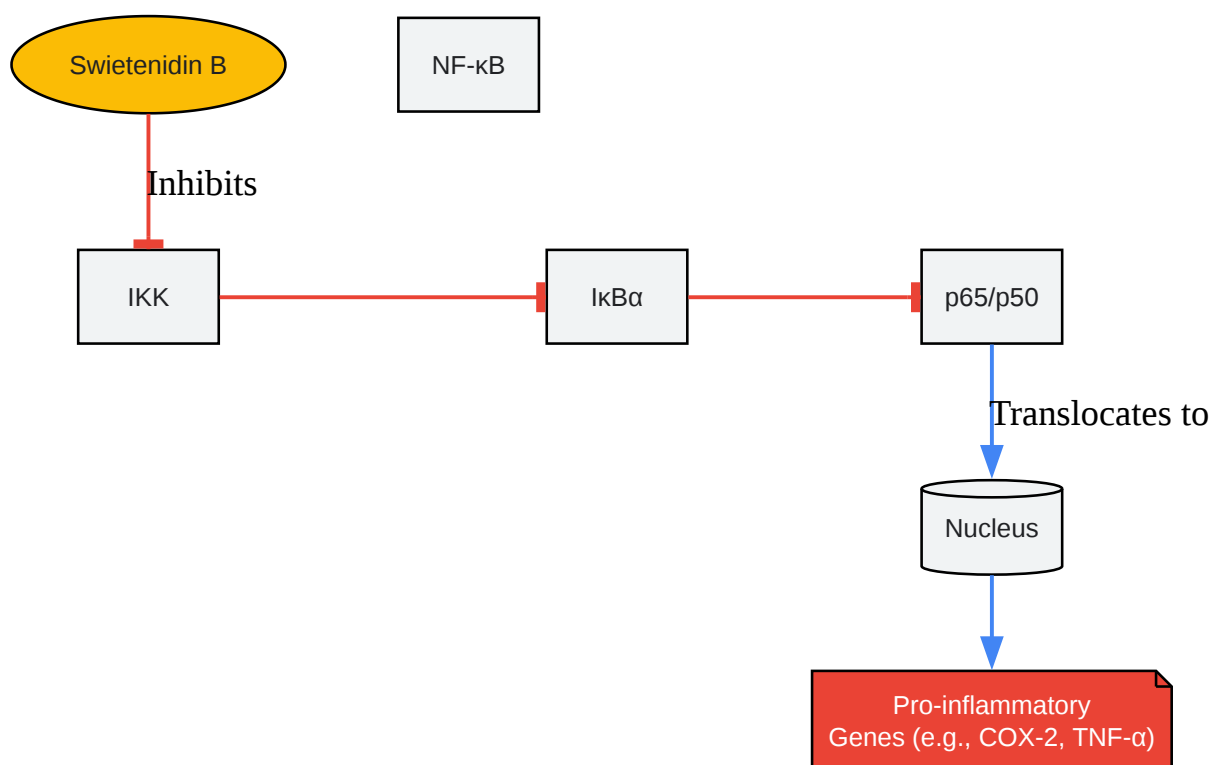 Swietenidin B
NF-κB
Inhibits
IKK
IκBα
p65/p50
Translocates to
Nucleus
Pro-inflammatory
Genes (e.g., COX-2, TNF-α)